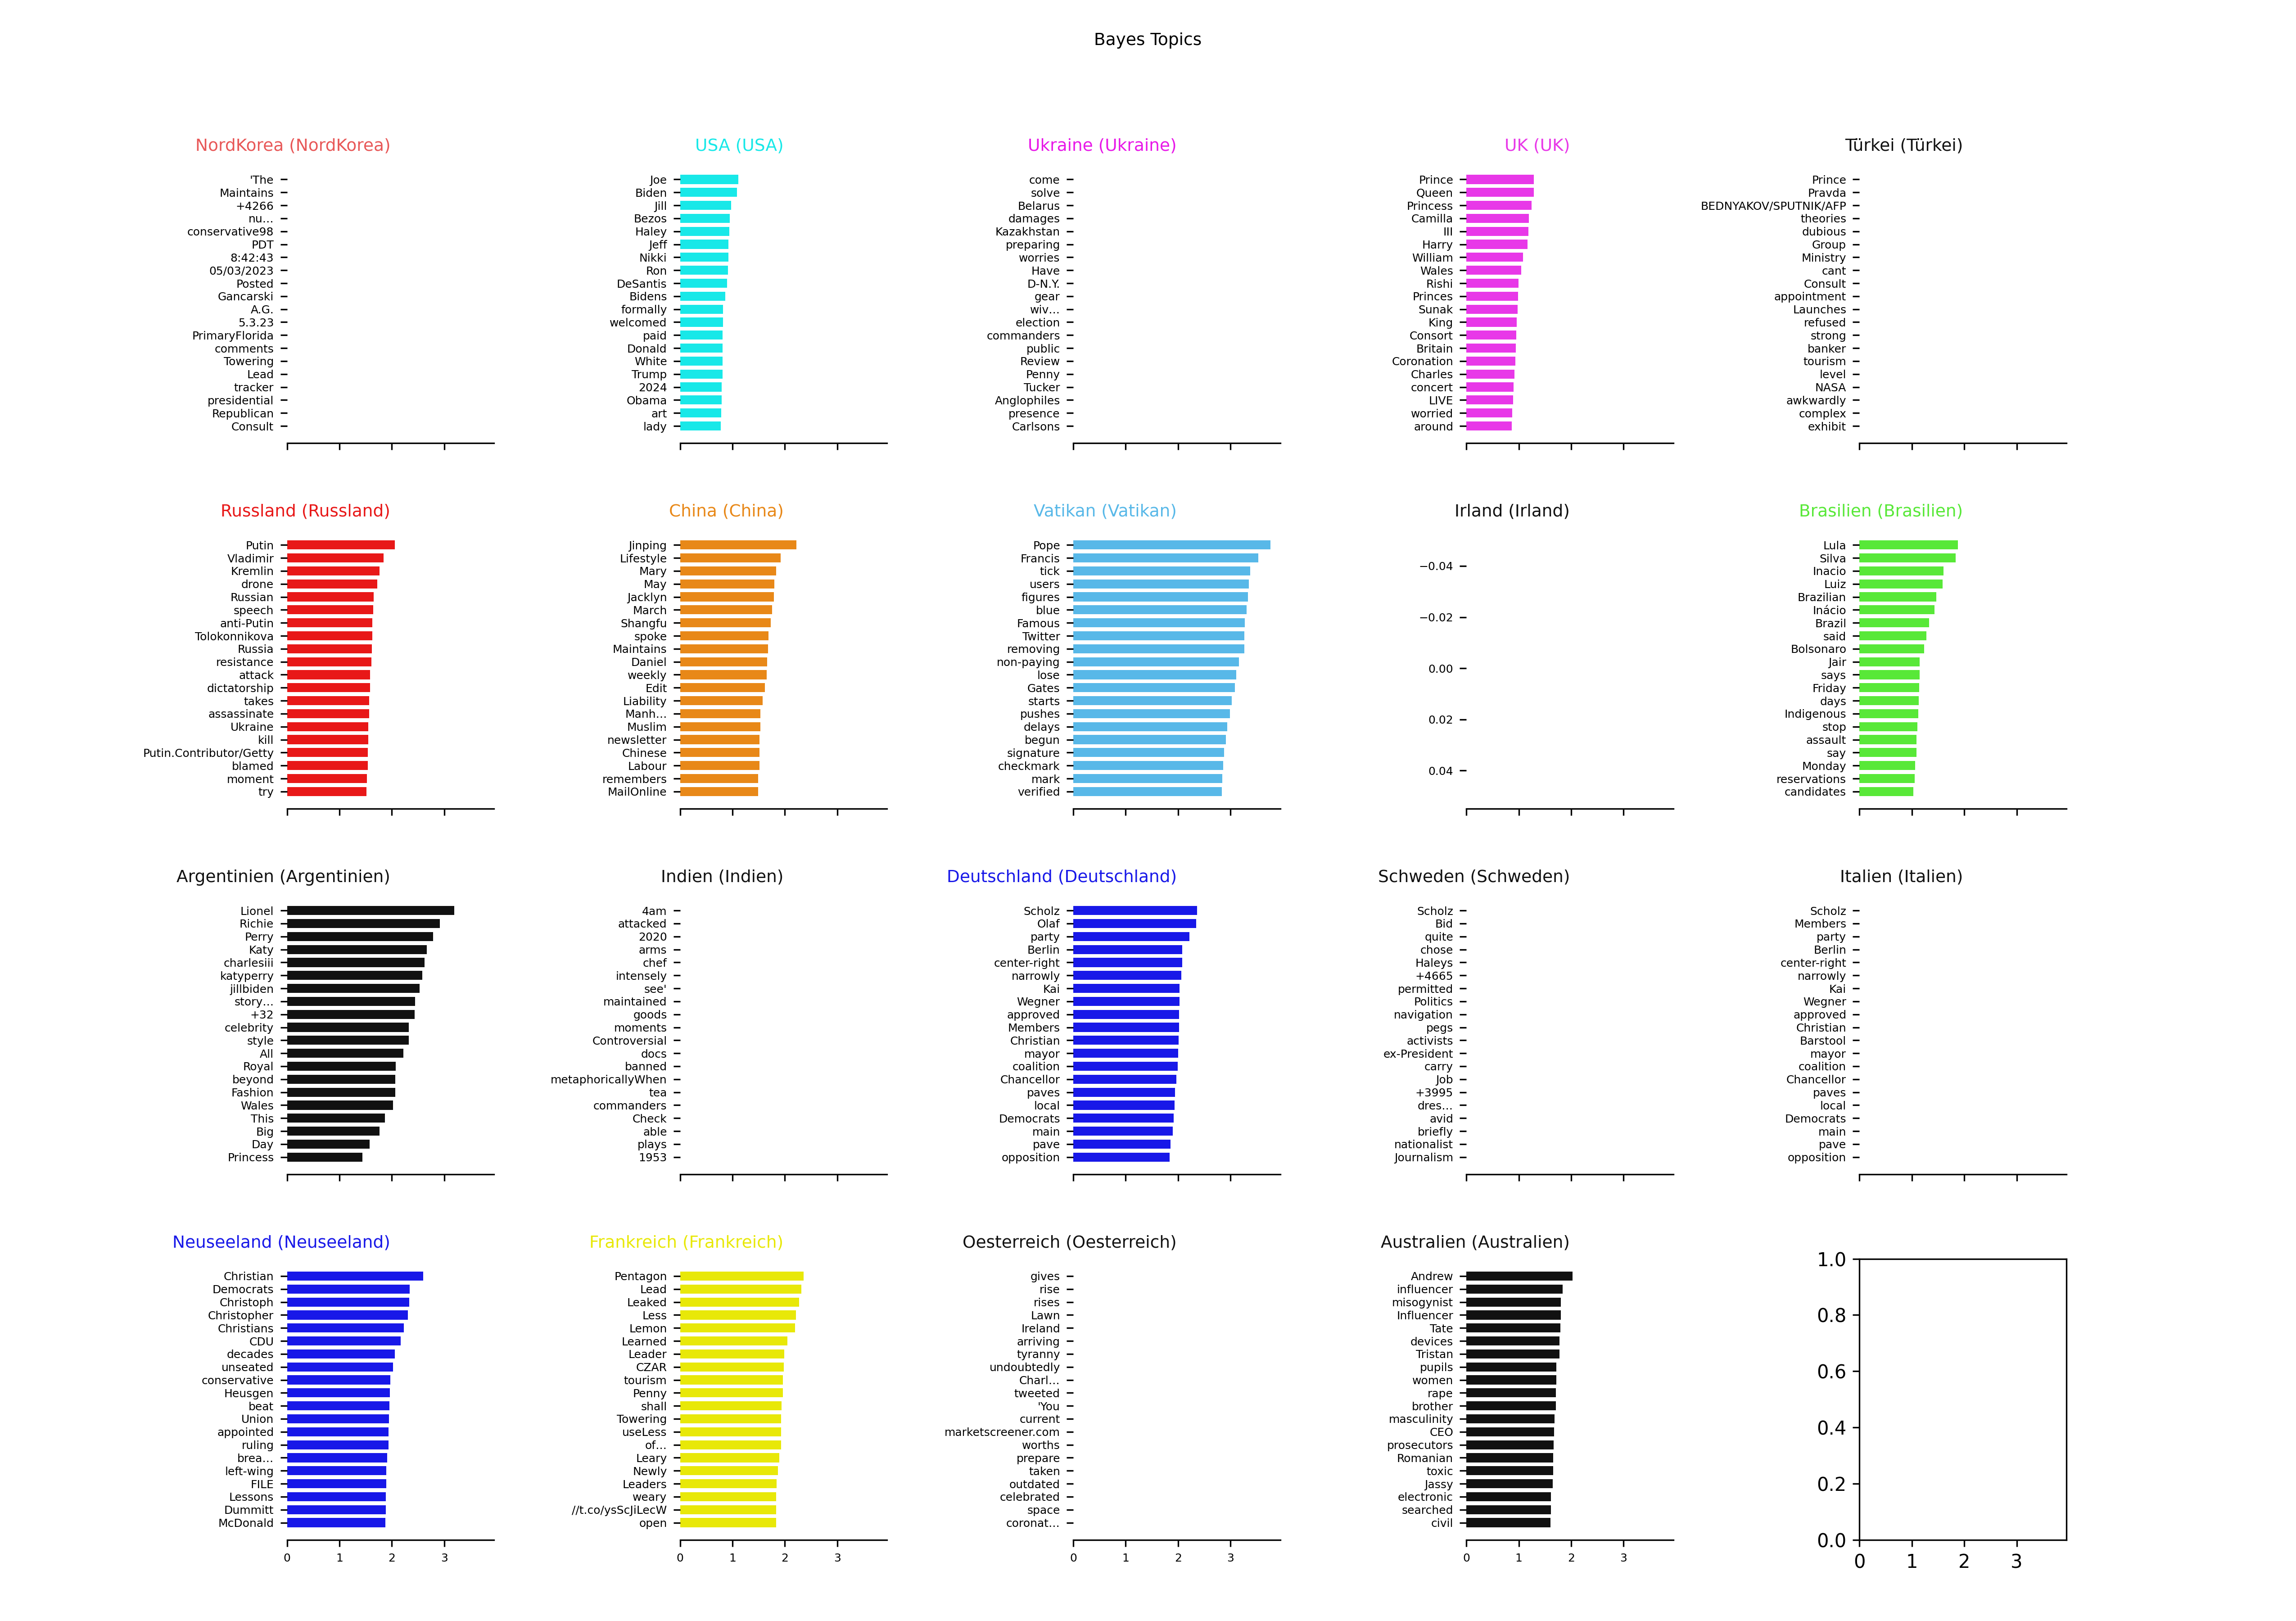 Bayes Topics
NordKorea (NordKorea)
'The
Maintains
+4266
nu...
conservative98
PDT
8:42:43
05/03/2023
Posted
Gancarski
A.G.
5.3.23
PrimaryFlorida
comments
Towering
Lead
tracker
presidential
Republican
Consult
USA (USA)
Joe
Biden
Jill
Bezos
Haley
Jeff
Nikki
Ron
DeSantis
Bidens
formally
welcomed
paid
Donald
White
Trump
2024
Obama
art
lady
Ukraine (Ukraine)
come
solve
Belarus
damages
Kazakhstan
preparing
worries
Have
D-N.Y.
gear
wiv...
election
commanders
public
Review
Penny
Tucker
Anglophiles
presence
Carlsons
UK (UK)
Prince
Queen
Princess
Camilla
III
Harry
William
Wales
Rishi
Princes
Sunak
King
Consort
Britain
Coronation
Charles
concert
LIVE
worried
around
Türkei (Türkei)
Prince
Pravda
BEDNYAKOV/SPUTNIK/AFP
theories
dubious
Group
Ministry
cant
Consult
appointment
Launches
refused
strong
banker
tourism
level
NASA
awkwardly
complex
exhibit
Russland (Russland)
Putin
Vladimir
Kremlin
drone
Russian
speech
anti-Putin
Tolokonnikova
Russia
resistance
attack
dictatorship
takes
assassinate
Ukraine
kill
Putin.Contributor/Getty
blamed
moment
try
China (China)
Jinping
Lifestyle
Mary
May
Jacklyn
March
Shangfu
spoke
Maintains
Daniel
weekly
Edit
Liability
Manh...
Muslim
newsletter
Chinese
Labour
remembers
MailOnline
Vatikan (Vatikan)
Pope
Francis
tick
users
figures
blue
Famous
Twitter
removing
non-paying
lose
Gates
starts
pushes
delays
begun
signature
checkmark
mark
verified
Irland (Irland)
−0.04
−0.02
0.00
0.02
0.04
Brasilien (Brasilien)
Lula
Silva
Inacio
Luiz
Brazilian
Inácio
Brazil
said
Bolsonaro
Jair
says
Friday
days
Indigenous
stop
assault
say
Monday
reservations
candidates
Argentinien (Argentinien)
Lionel
Richie
Perry
Katy
charlesiii
katyperry
jillbiden
story...
+32
celebrity
style
All
Royal
beyond
Fashion
Wales
This
Big
Day
Princess
Indien (Indien)
4am
attacked
2020
arms
chef
intensely
see'
maintained
goods
moments
Controversial
docs
banned
metaphoricallyWhen
tea
commanders
Check
able
plays
1953
Deutschland (Deutschland)
Scholz
Olaf
party
Berlin
center-right
narrowly
Kai
Wegner
approved
Members
Christian
mayor
coalition
Chancellor
paves
local
Democrats
main
pave
opposition
Schweden (Schweden)
Scholz
Bid
quite
chose
Haleys
+4665
permitted
Politics
navigation
pegs
activists
ex-President
carry
Job
+3995
dres...
avid
briefly
nationalist
Journalism
Italien (Italien)
Scholz
Members
party
Berlin
center-right
narrowly
Kai
Wegner
approved
Christian
Barstool
mayor
coalition
Chancellor
paves
local
Democrats
main
pave
opposition
Neuseeland (Neuseeland)
Christian
Democrats
Christoph
Christopher
Christians
CDU
decades
unseated
conservative
Heusgen
beat
Union
appointed
ruling
brea...
left-wing
FILE
Lessons
Dummitt
McDonald
0 1 2 3
Frankreich (Frankreich)
Pentagon
Lead
Leaked
Less
Lemon
Learned
Leader
CZAR
tourism
Penny
shall
Towering
useLess
of...
Leary
Newly
Leaders
weary
//t.co/ysScJiLecW
open
0 1 2 3
Oesterreich (Oesterreich)
gives
rise
rises
Lawn
Ireland
arriving
tyranny
undoubtedly
Charl...
tweeted
'You
current
marketscreener.com
worths
prepare
taken
outdated
celebrated
space
coronat...
0 1 2 3
Australien (Australien)
Andrew
influencer
misogynist
Influencer
Tate
devices
Tristan
pupils
women
rape
brother
masculinity
CEO
prosecutors
Romanian
toxic
Jassy
electronic
searched
civil
0 1 2 3
1.0
0.8
0.6
0.4
0.2
0.0
0 1 2 3